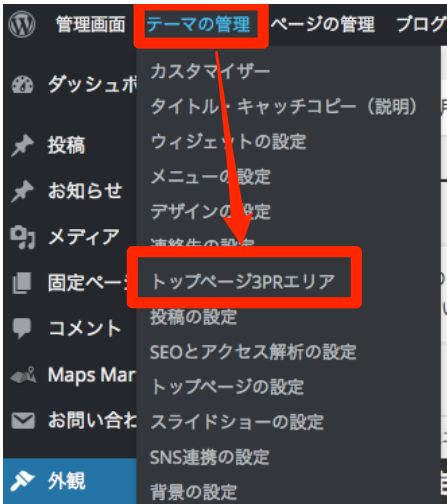 管理画面 テーマの管理 ページの管理 ブログ
ダッシュボ
投稿
お知らせ
メディア
固定ペー
コメント
Maps Mar
お問い合わ
外観
カスタマイザー
タイトル・キャッチコピー（説明）
ウィジェットの設定
メニューの設定
デザインの設定
連絡先の設定
トップページ3PRエリア
投稿の設定
SEOとアクセス解析の設定
トップページの設定
スライドショーの設定
SNS連携の設定
背景の設定